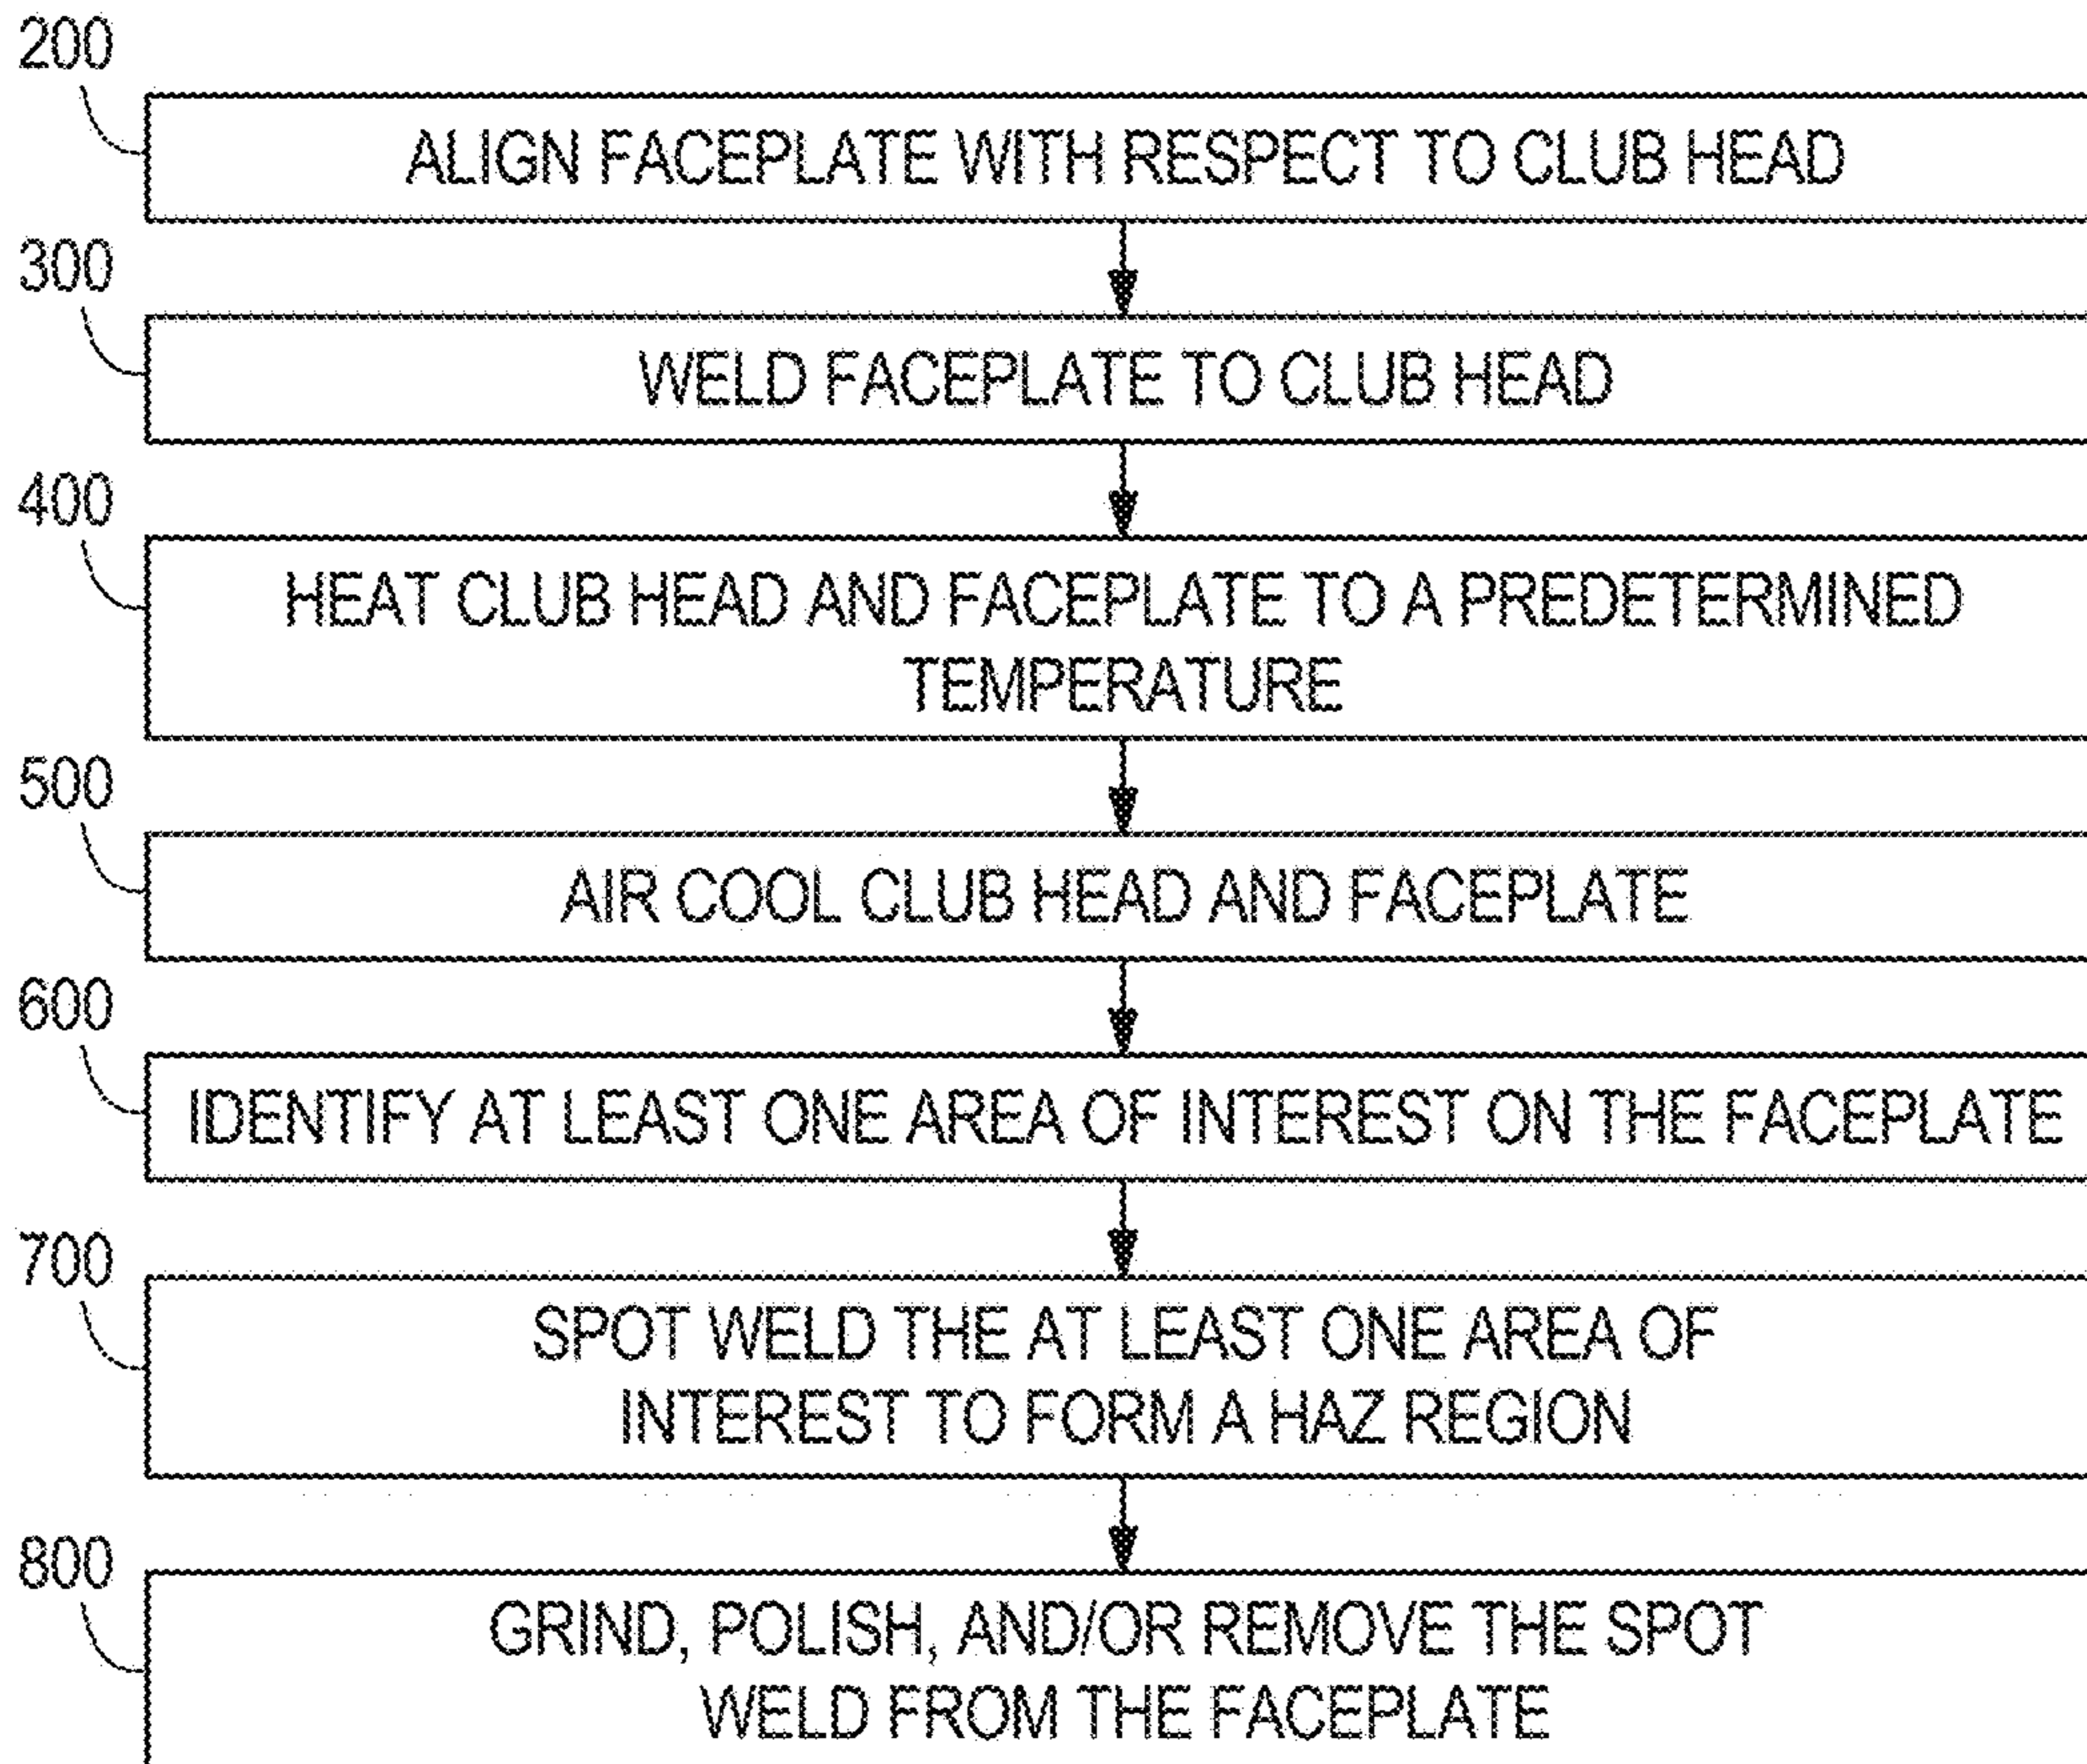 200
ALIGN FACEPLATE WITH RESPECT TO CLUB HEAD
300
WELD FACEPLATE TO CLUB HEAD
400
HEAT CLUB HEAD AND FACEPLATE TO A PREDETERMINED
TEMPERATURE
500
AIR COOL CLUB HEAD AND FACEPLATE
600
IDENTIFY AT LEAST ONE AREA OF INTEREST ON THE FACEPLATE
700
SPOT WELD THE AT LEAST ONE AREA OF
INTEREST TO FORM A HAZ REGION
800
GRIND, POLISH, AND/OR REMOVE THE SPOT
WELD FROM THE FACEPLATE